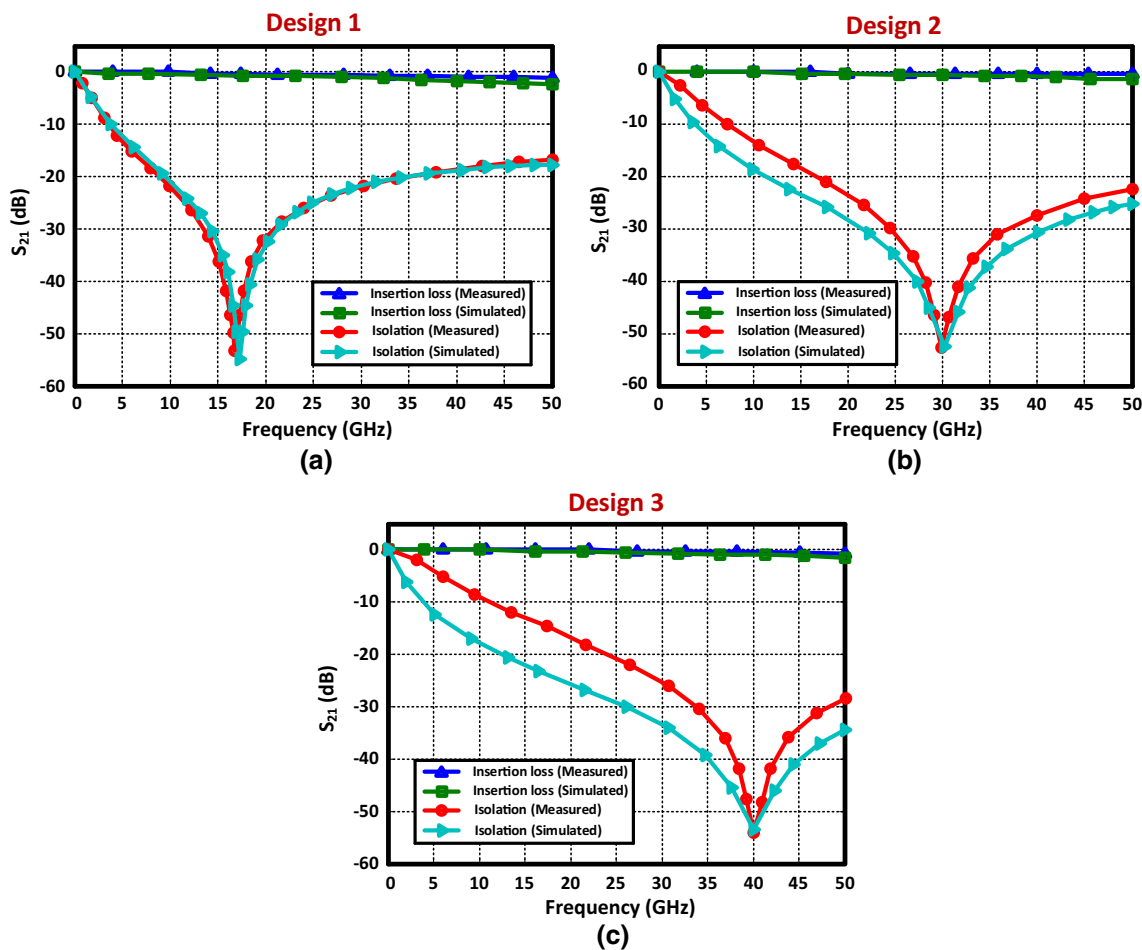 Design 1
0
-10
-20
-30
-40
-50
-60
S21 (dB)
Insertion loss (Measured)
Insertion loss (Simulated)
Isolation (Measured)
Isolation (Simulated)
0 5 10 15 20 25 30 35 40 45 50
Frequency (GHz)
(a)
Design 2
0
-10
-20
-30
-40
-50
-60
S21 (dB)
Insertion loss (Measured)
Insertion loss (Simulated)
Isolation (Measured)
Isolation (Simulated)
0 5 10 15 20 25 30 35 40 45 50
Frequency (GHz)
(b)
Design 3
0
-10
-20
-30
-40
-50
-60
S21 (dB)
Insertion loss (Measured)
Insertion loss (Simulated)
Isolation (Measured)
Isolation (Simulated)
0 5 10 15 20 25 30 35 40 45 50
Frequency (GHz)
(c)